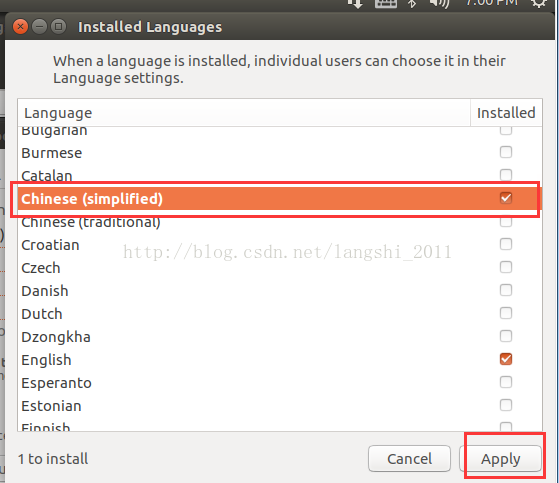 7:00 PM
Installed Languages
When a language is installed, individual users can choose it in their
Language settings.
Language Installed
Bulgarian
Burmese
Catalan
Chinese (simplified)
Chinese (traditional)
Croatian
http://blog.csdn.net/langshi_2011
Czech
Danish
Dutch
Dzongkha
English
Esperanto
Estonian
Finnish
1 to install Cancel Apply